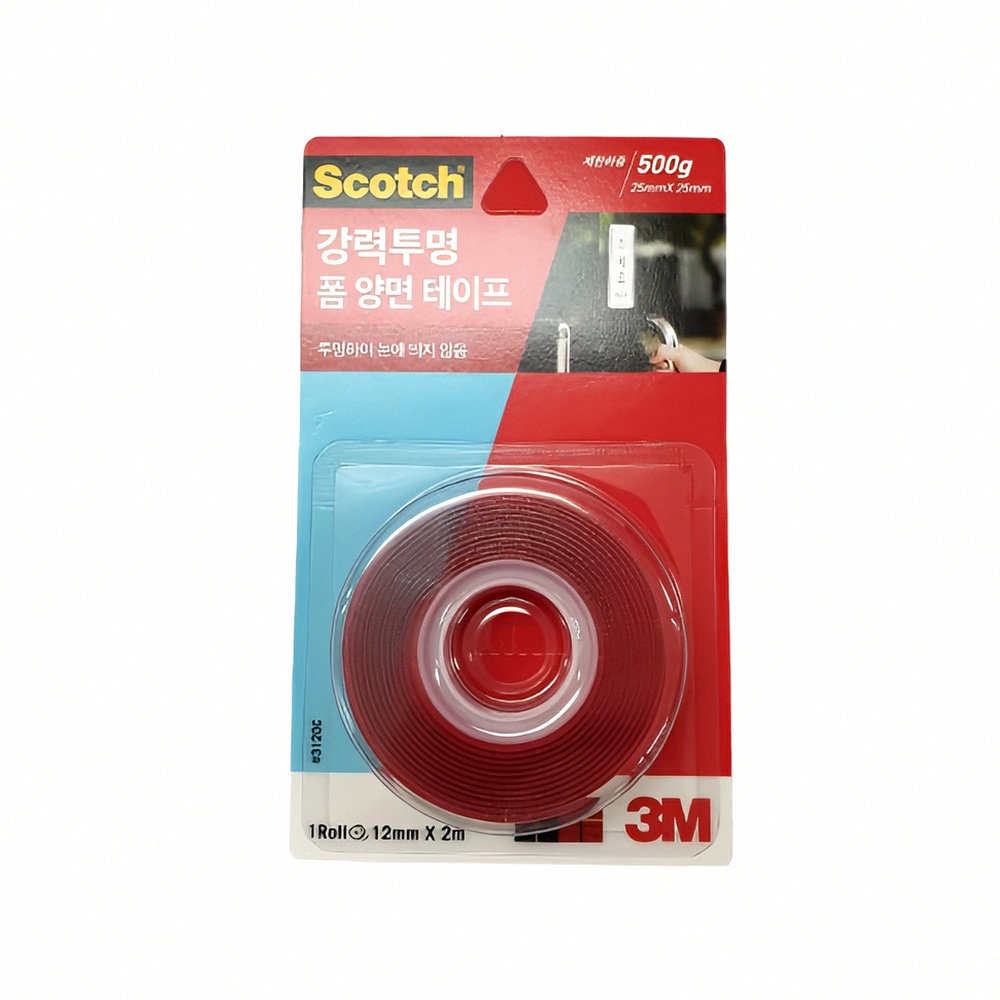 Scotch
지탱하중
500g
25mm X 25mm
강력투명
폼 양면 테이프
투명하여 눈에 띄지 않음
#3120C
1Roll 12mm X 2m
3M